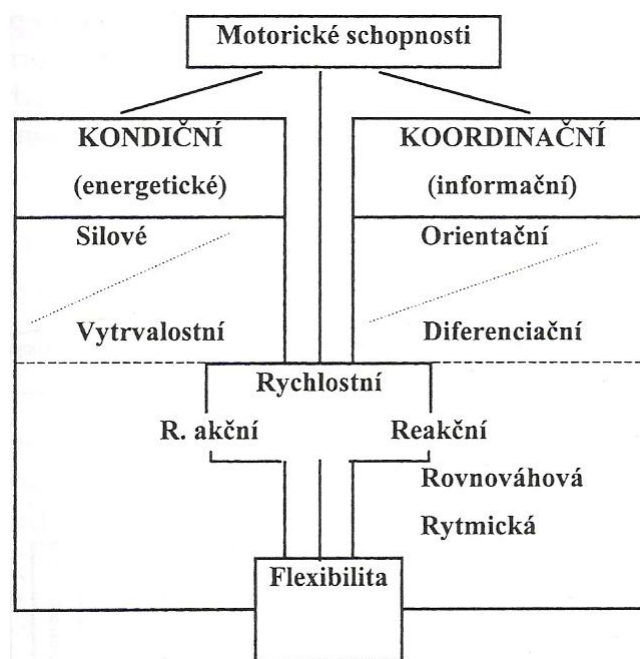 Motorické schopnosti
KONDIČNÍ
(energetické)
KOORDINAČNÍ
(informační)
Silové
Orientační
Vytrvalostní
Diferenciační
Rychlostní
R. akční
Reakční
Rovnováhová
Rytmická
Flexibilita